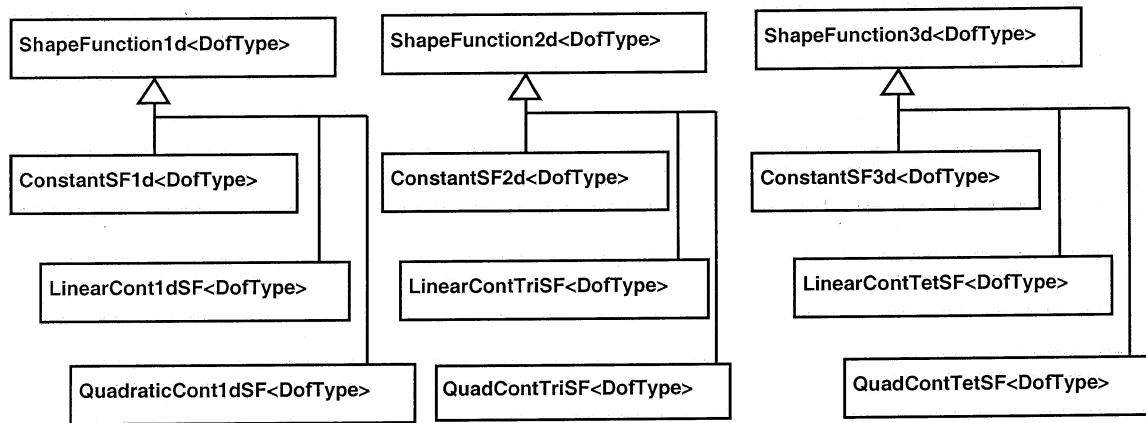 ShapeFunction1d<DofType>
ConstantSF1d<DofType>
LinearCont1dSF<DofType>
QuadraticCont1dSF<DofType>
ShapeFunction2d<DofType>
ConstantSF2d<DofType>
LinearContTriSF<DofType>
QuadContTriSF<DofType>
ShapeFunction3d<DofType>
ConstantSF3d<DofType>
LinearContTetSF<DofType>
QuadContTetSF<DofType>